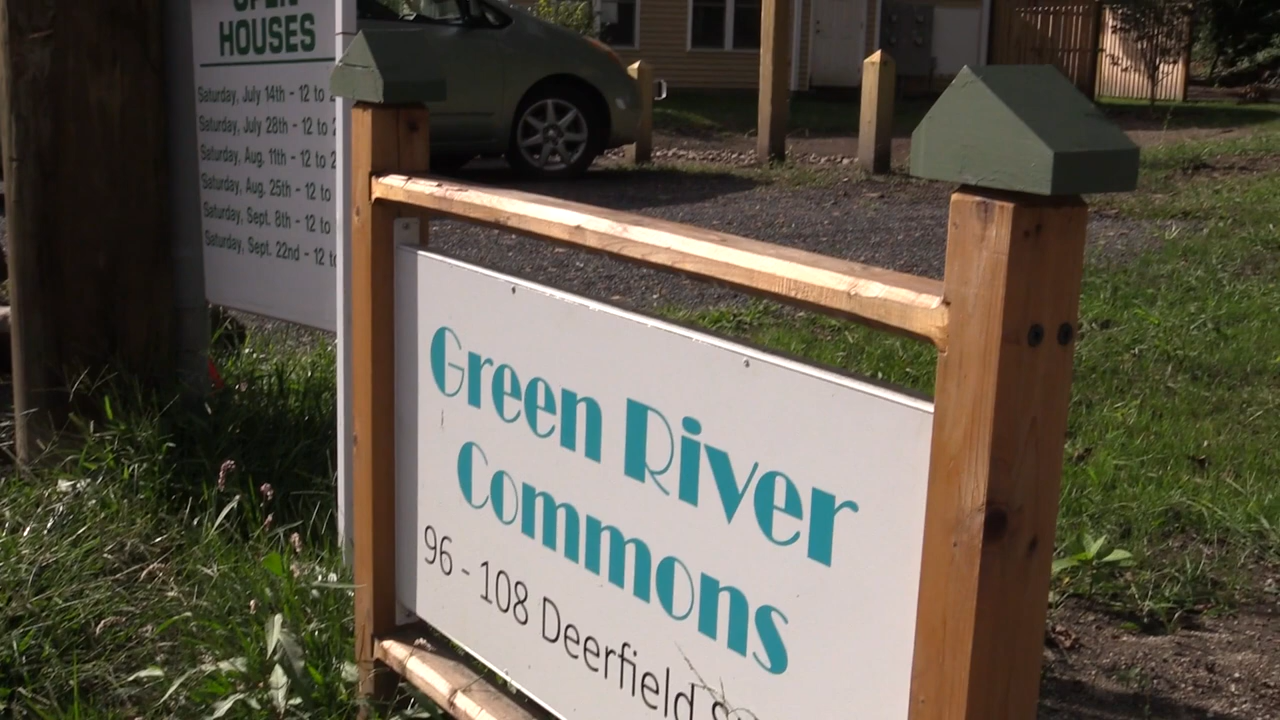 OPEN
HOUSES
Saturday, July 14th - 12 to
Saturday, July 28th - 12 to
Saturday, Aug. 11th - 12 to 2
Saturday, Aug. 25th - 12 to
Saturday, Sept. 8th - 12 to
Saturday, Sept. 22nd - 12 to
Green River
Commons
96 - 108 Deerfield